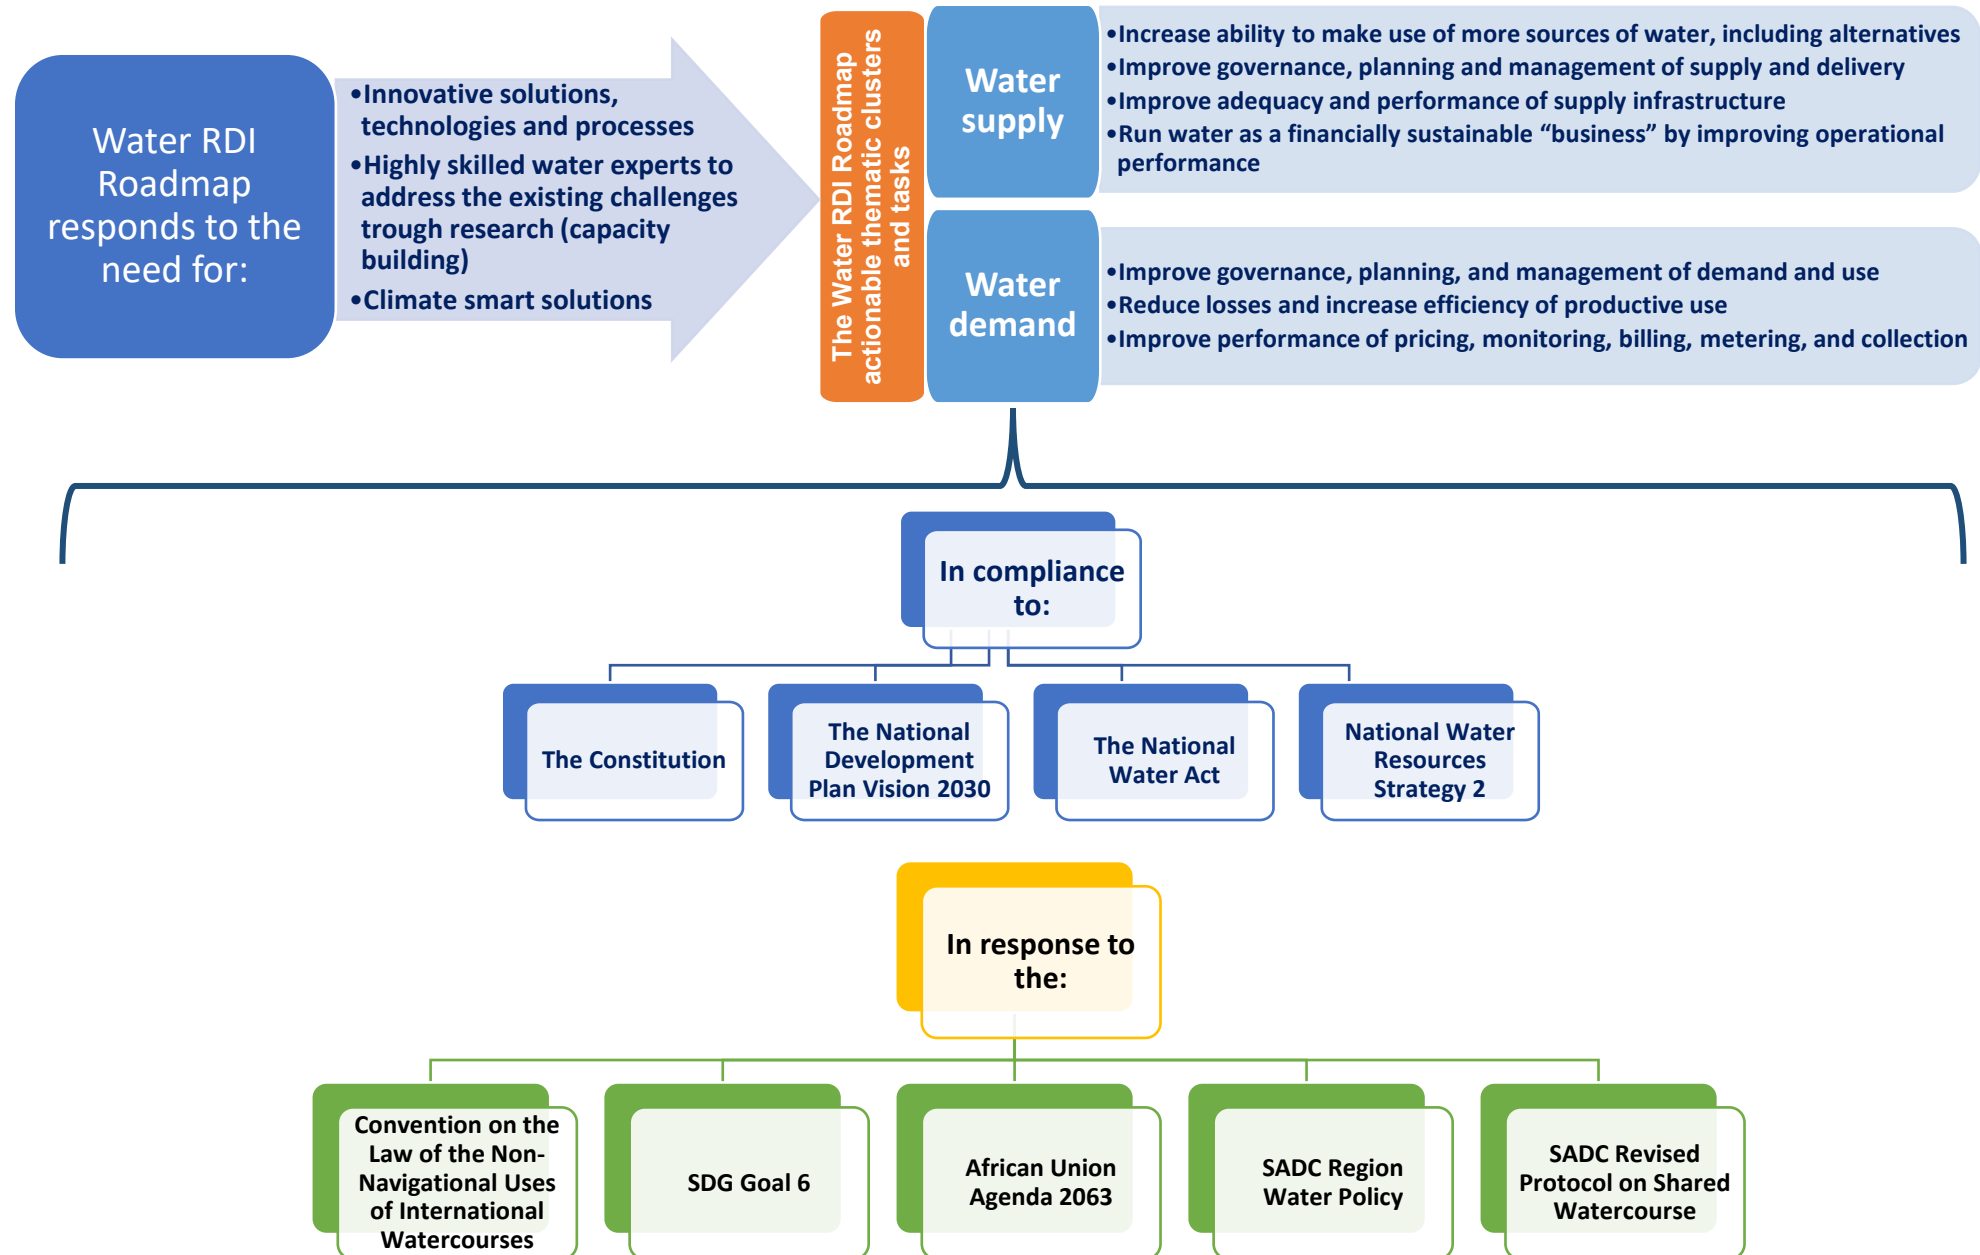 Water RDI
Roadmap
responds to the
need for:
•Innovative solutions,
technologies and processes
•Highly skilled water experts to
address the existing challenges
trough research (capacity
building)
•Climate smart solutions
The Water RDI Roadmap
actionable thematic clusters
and tasks
Water
supply
•Increase ability to make use of more sources of water, including alternatives
•Improve governance, planning and management of supply and delivery
•Improve adequacy and performance of supply infrastructure
•Run water as a financially sustainable “business” by improving operational
performance
Water
demand
•Improve governance, planning, and management of demand and use
•Reduce losses and increase efficiency of productive use
•Improve performance of pricing, monitoring, billing, metering, and collection
In compliance
to:
The Constitution
The National
Development
Plan Vision 2030
The National
Water Act
National Water
Resources
Strategy 2
In response to
the:
Convention on the
Law of the Non-
Navigational Uses
of International
Watercourses
SDG Goal 6
African Union
Agenda 2063
SADC Region
Water Policy
SADC Revised
Protocol on Shared
Watercourse